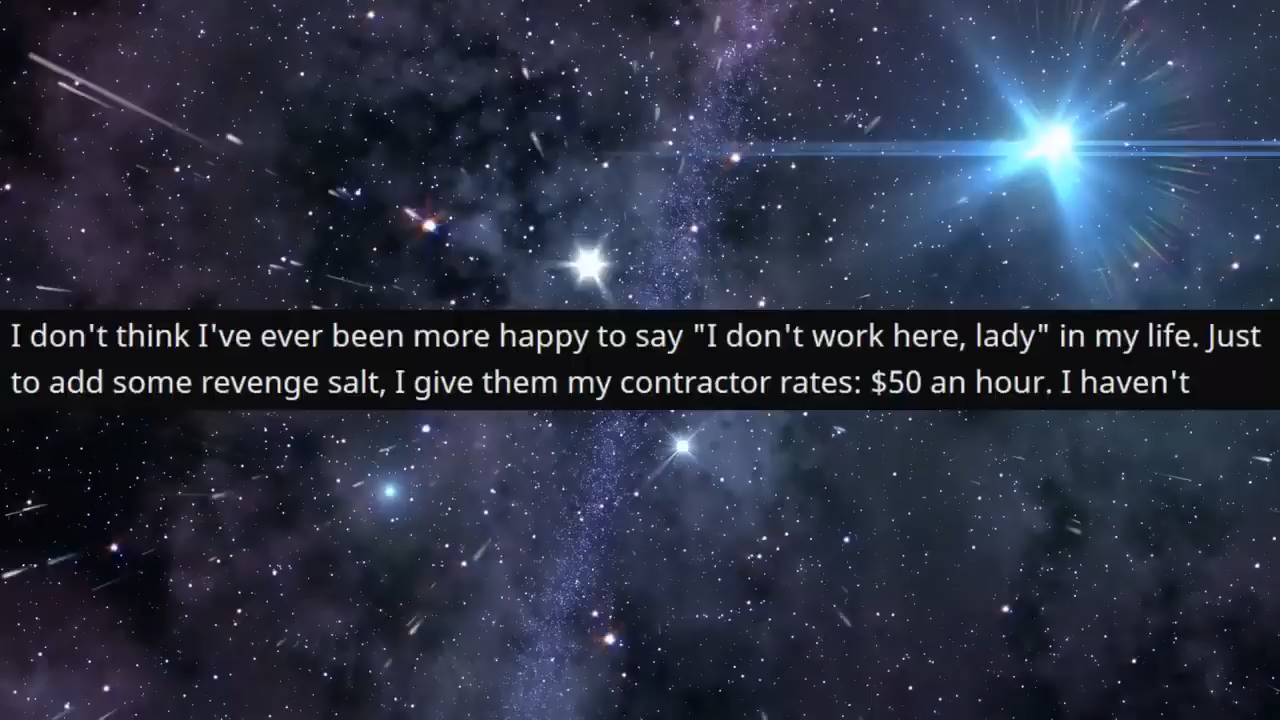 I don't think I've ever been more happy to say "I don't work here, lady" in my life. Just
to add some revenge salt, I give them my contractor rates: $50 an hour. I haven't